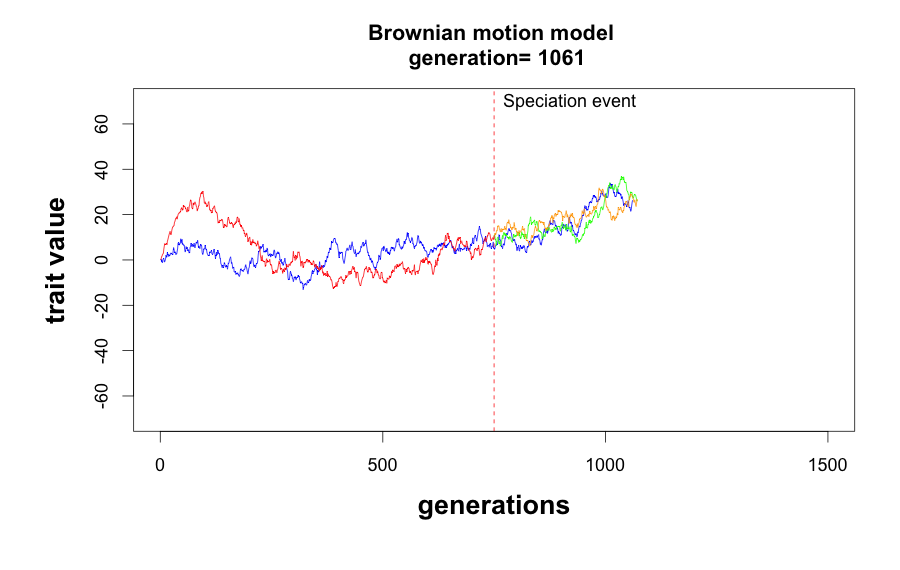 Brownian motion model
generation= 1061
Speciation event
60
40
20
0
-20
-40
-60
trait value
0 500 1000 1500
generations